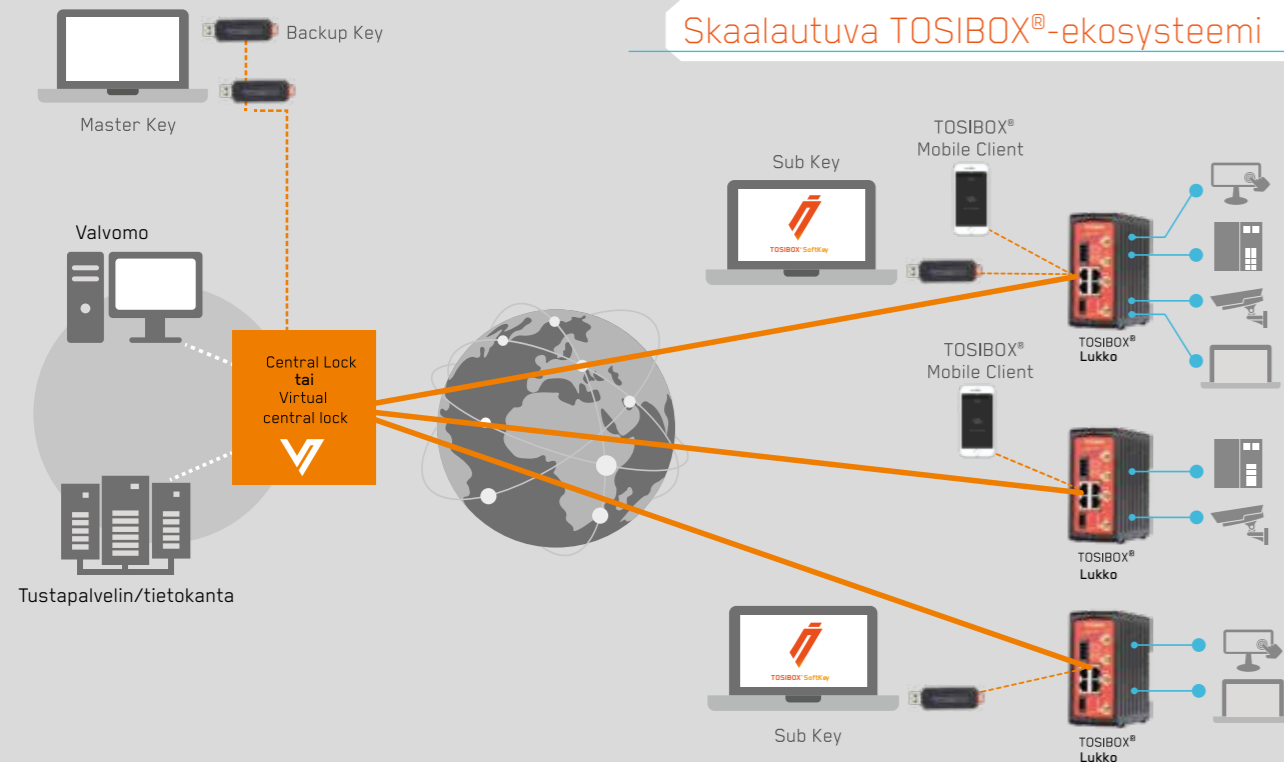 Skaalautuva TOSIBOX®-ekosysteemi
Backup Key
Master Key
Valvomo
Central Lock
tai
Virtual
central lock
Tustapalvelin/tietokanta
Sub Key
TOSIBOX® SoftKey
TOSIBOX®
Mobile Client
TOSIBOX®
Lukko
TOSIBOX®
Mobile Client
TOSIBOX®
Lukko
TOSIBOX® SoftKey
Sub Key
TOSIBOX®
Lukko